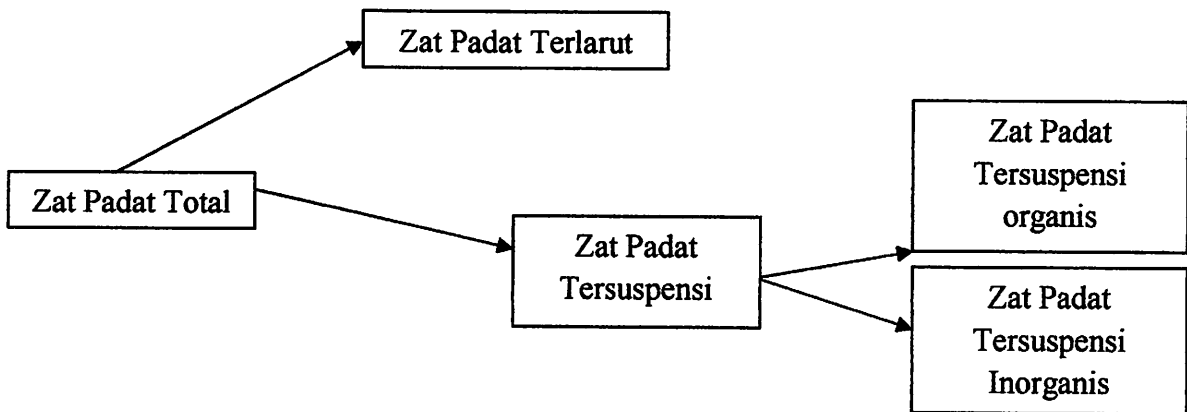 Zat Padat Terlarut
Zat Padat Total
Zat Padat
Tersuspensi
Zat Padat
Tersuspensi
organis
Zat Padat
Tersuspensi
Inorganis